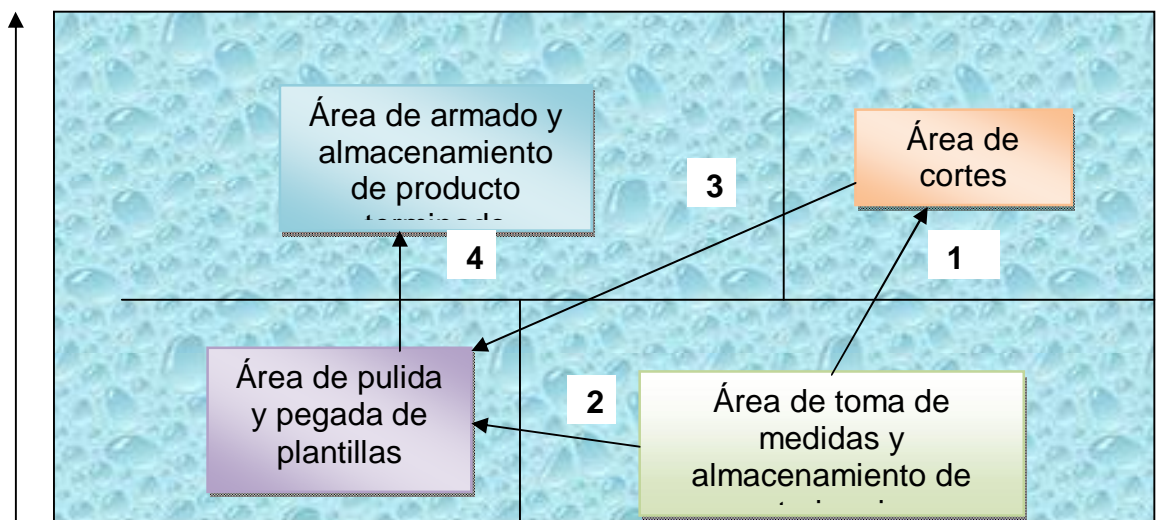 Área de armado y
almacenamiento
de producto
terminado
3
Área de
cortes
4
1
Área de pulida
y pegada de
plantillas
2
Área de toma de
medidas y
almacenamiento de